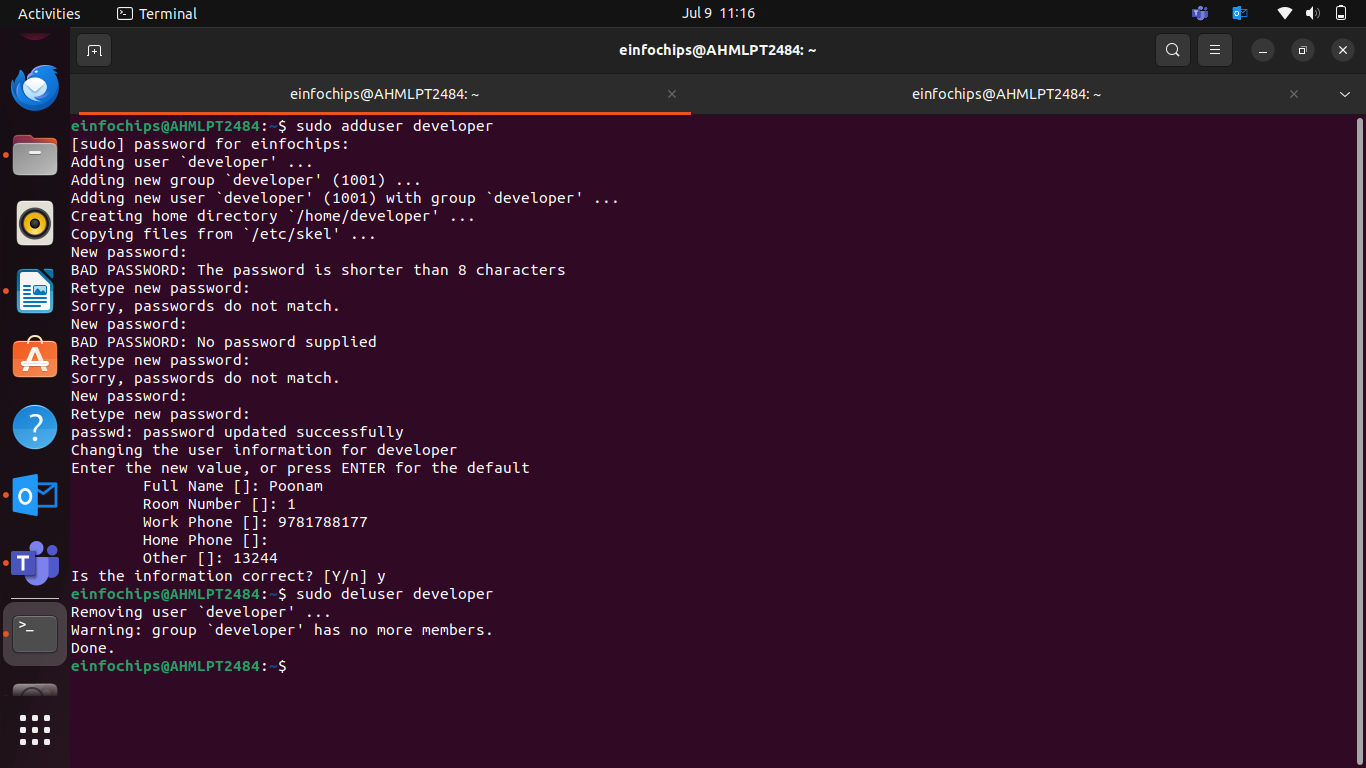 Activities
Terminal
Jul 9 11:16
einfochips@AHMLPT2484: ~
einfochips@AHMLPT2484: ~
einfochips@AHMLPT2484: ~
einfochips@AHMLPT2484:~$ sudo adduser developer
[sudo] password for einfochips:
Adding user `developer' ...
Adding new group `developer' (1001) ...
Adding new user `developer' (1001) with group `developer' ...
Creating home directory `/home/developer' ...
Copying files from `/etc/skel' ...
New password:
BAD PASSWORD: The password is shorter than 8 characters
Retype new password:
Sorry, passwords do not match.
New password:
BAD PASSWORD: No password supplied
Retype new password:
Sorry, passwords do not match.
New password:
Retype new password:
passwd: password updated successfully
Changing the user information for developer
Enter the new value, or press ENTER for the default
Full Name []: Poonam
Room Number []: 1
Work Phone []: 9781788177
Home Phone []:
Other []: 13244
Is the information correct? [Y/n] y
einfochips@AHMLPT2484:~$ sudo deluser developer
Removing user `developer' ...
Warning: group `developer' has no more members.
Done.
einfochips@AHMLPT2484:~$